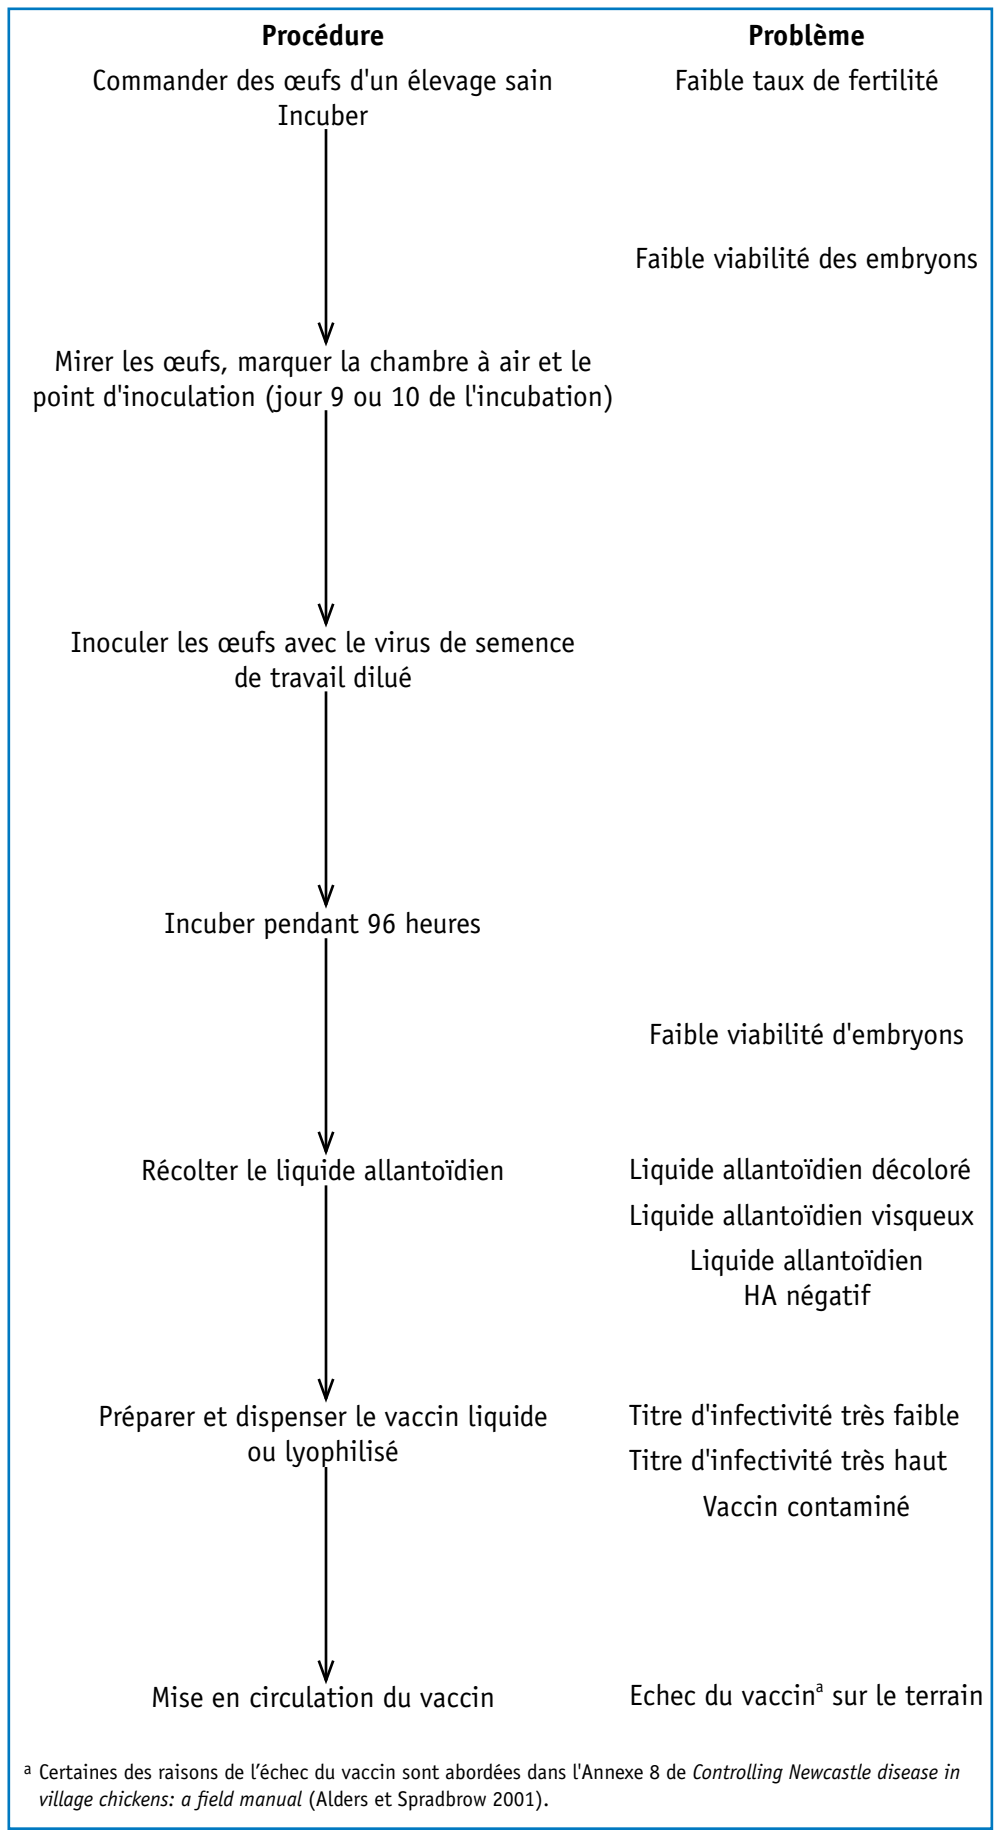 Procédure
Problème
Commander des œufs d'un élevage sain
Incuber
Faible taux de fertilité
Faible viabilité des embryons
Mirer les œufs, marquer la chambre à air et le
point d'inoculation (jour 9 ou 10 de l'incubation)
Inoculer les œufs avec le virus de semence
de travail dilué
Incuber pendant 96 heures
Faible viabilité d'embryons
Récolter le liquide allantoïdien
Liquide allantoïdien décoloré
Liquide allantoïdien visqueux
Liquide allantoïdien
HA négatif
Préparer et dispenser le vaccin liquide
ou lyophilisé
Titre d'infectivité très faible
Titre d'infectivité très haut
Vaccin contaminé
Mise en circulation du vaccin
Echec du vaccinᵃ sur le terrain
ᵃ Certaines des raisons de l’échec du vaccin sont abordées dans l'Annexe 8 de Controlling Newcastle disease in
village chickens: a field manual (Alders et Spradbrow 2001).